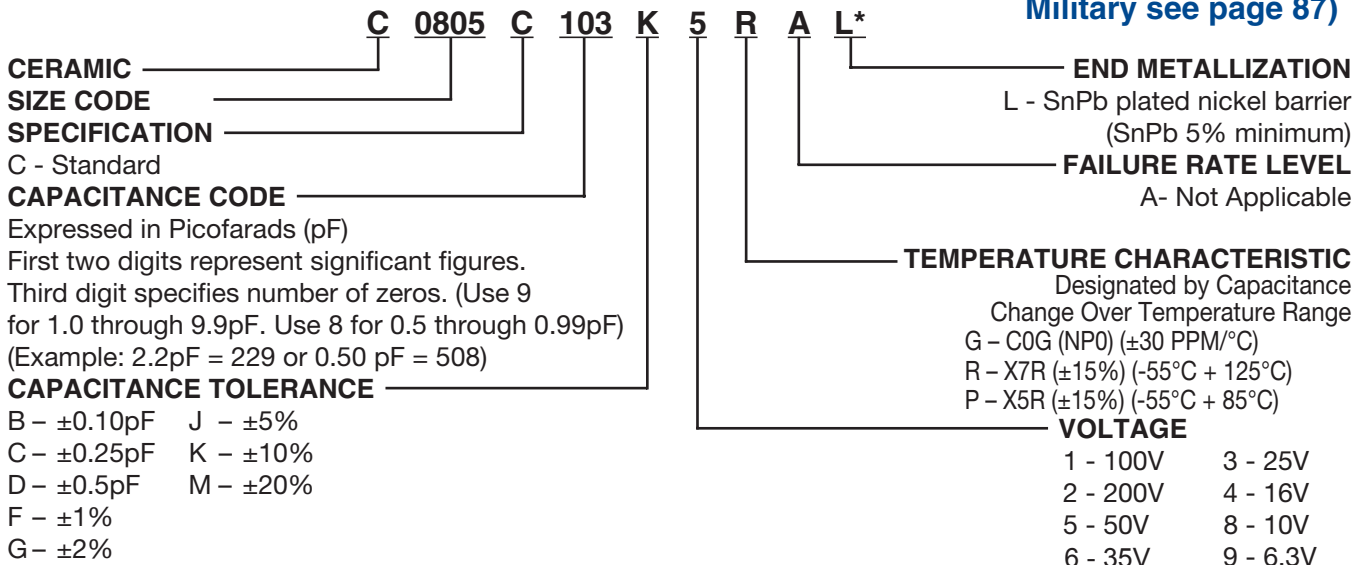 Military see page 87)
C 0805 C 103 K 5 R A L*
CERAMIC
SIZE CODE
SPECIFICATION
C - Standard
CAPACITANCE CODE
Expressed in Picofarads (pF)
First two digits represent significant figures.
Third digit specifies number of zeros. (Use 9
for 1.0 through 9.9pF. Use 8 for 0.5 through 0.99pF)
(Example: 2.2pF = 229 or 0.50 pF = 508)
CAPACITANCE TOLERANCE
B – ±0.10pF J – ±5%
C – ±0.25pF K – ±10%
D – ±0.5pF M – ±20%
F – ±1%
G – ±2%
END METALLIZATION
L - SnPb plated nickel barrier
(SnPb 5% minimum)
FAILURE RATE LEVEL
A- Not Applicable
TEMPERATURE CHARACTERISTIC
Designated by Capacitance
Change Over Temperature Range
G – C0G (NP0) (±30 PPM/°C)
R – X7R (±15%) (-55°C + 125°C)
P – X5R (±15%) (-55°C + 85°C)
VOLTAGE
1 - 100V 3 - 25V
2 - 200V 4 - 16V
5 - 50V 8 - 10V
6 - 35V 9 - 6.3V